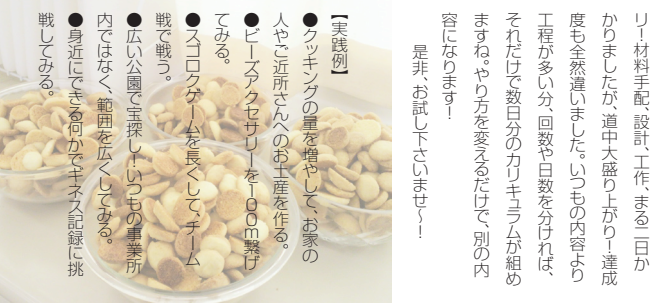 リ！材料手配、設計、工作、まる二日か
かりましたが、道中大盛り上がり！達成
度も全然違いました。いつもの内容より
工程が多い分、回数や日数を分ければ、
それだけで数日分のカリキュラムが組め
ますね。やり方を変えるだけで、別の内
容になります！
是非、お試し下さいませ～！
【実践例】
●クッキングの量を増やして、お家の
人やご近所さんへのお土産を作る。
●ビーズアクセサリーを100m繋げ
てみる。
●スゴロクゲームを長くして、チーム
戦で戦う。
●広い公園で宝探し！いつもの事業所
内ではなく、範囲を広くしてみる。
●身近にできる何かでギネス記録に挑
戦してみる。